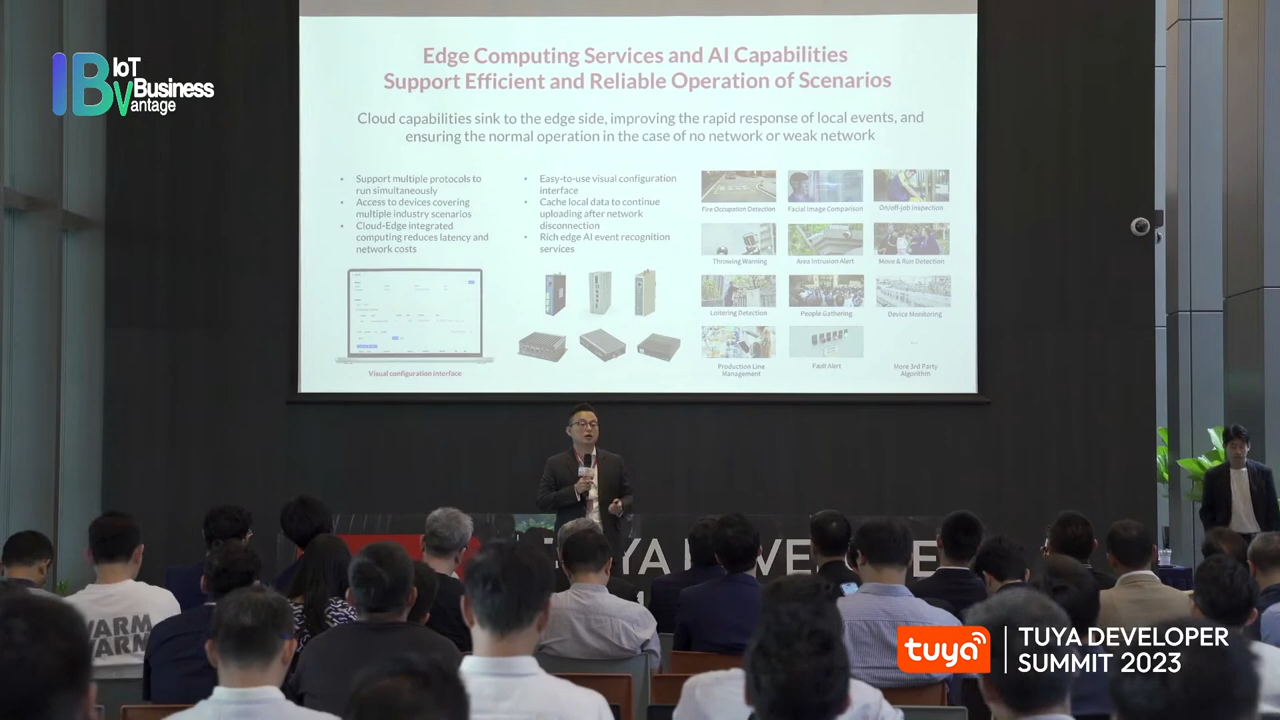 IBv
IoT
Business
Vantage
Edge Computing Services and AI Capabilities
Support Efficient and Reliable Operation of Scenarios
Cloud capabilities sink to the edge side, improving the rapid response of local events, and
ensuring the normal operation in the case of no network or weak network
• Support multiple protocols to
run simultaneously
• Access to devices covering
multiple industry scenarios
• Cloud-Edge integrated
computing reduces latency and
network costs
Visual configuration interface
• Easy-to-use visual configuration
interface
• Cache local data to continue
uploading after network
disconnection
• Rich edge AI event recognition
services
Fire Occupation Detection
Facial Image Comparison
On/off-job Inspection
Throwing Warning
Area Intrusion Alert
Move & Run Detection
Loitering Detection
People Gathering
Device Monitoring
Production Line
Management
Fault Alert
More 3rd Party
Algorithm
TUYA DEVELOPE
WARM
WARM
tuya
TUYA DEVELOPER
SUMMIT 2023